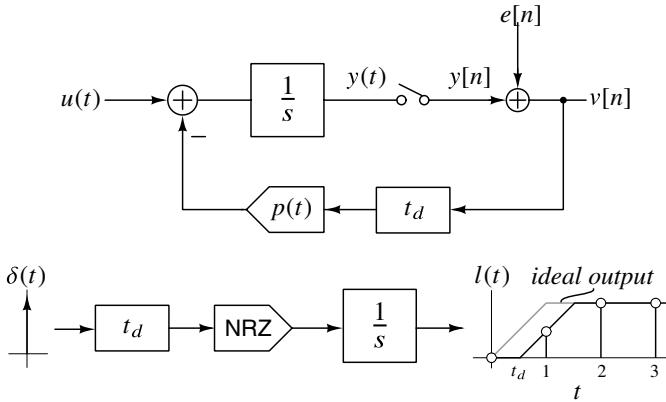 e[n]
u(t)
+
1/s
y(t)
y[n]
+
v[n]
−
p(t)
t_d
δ(t)
t_d
NRZ
1/s
l(t)
ideal output
t_d
1
2
3
t